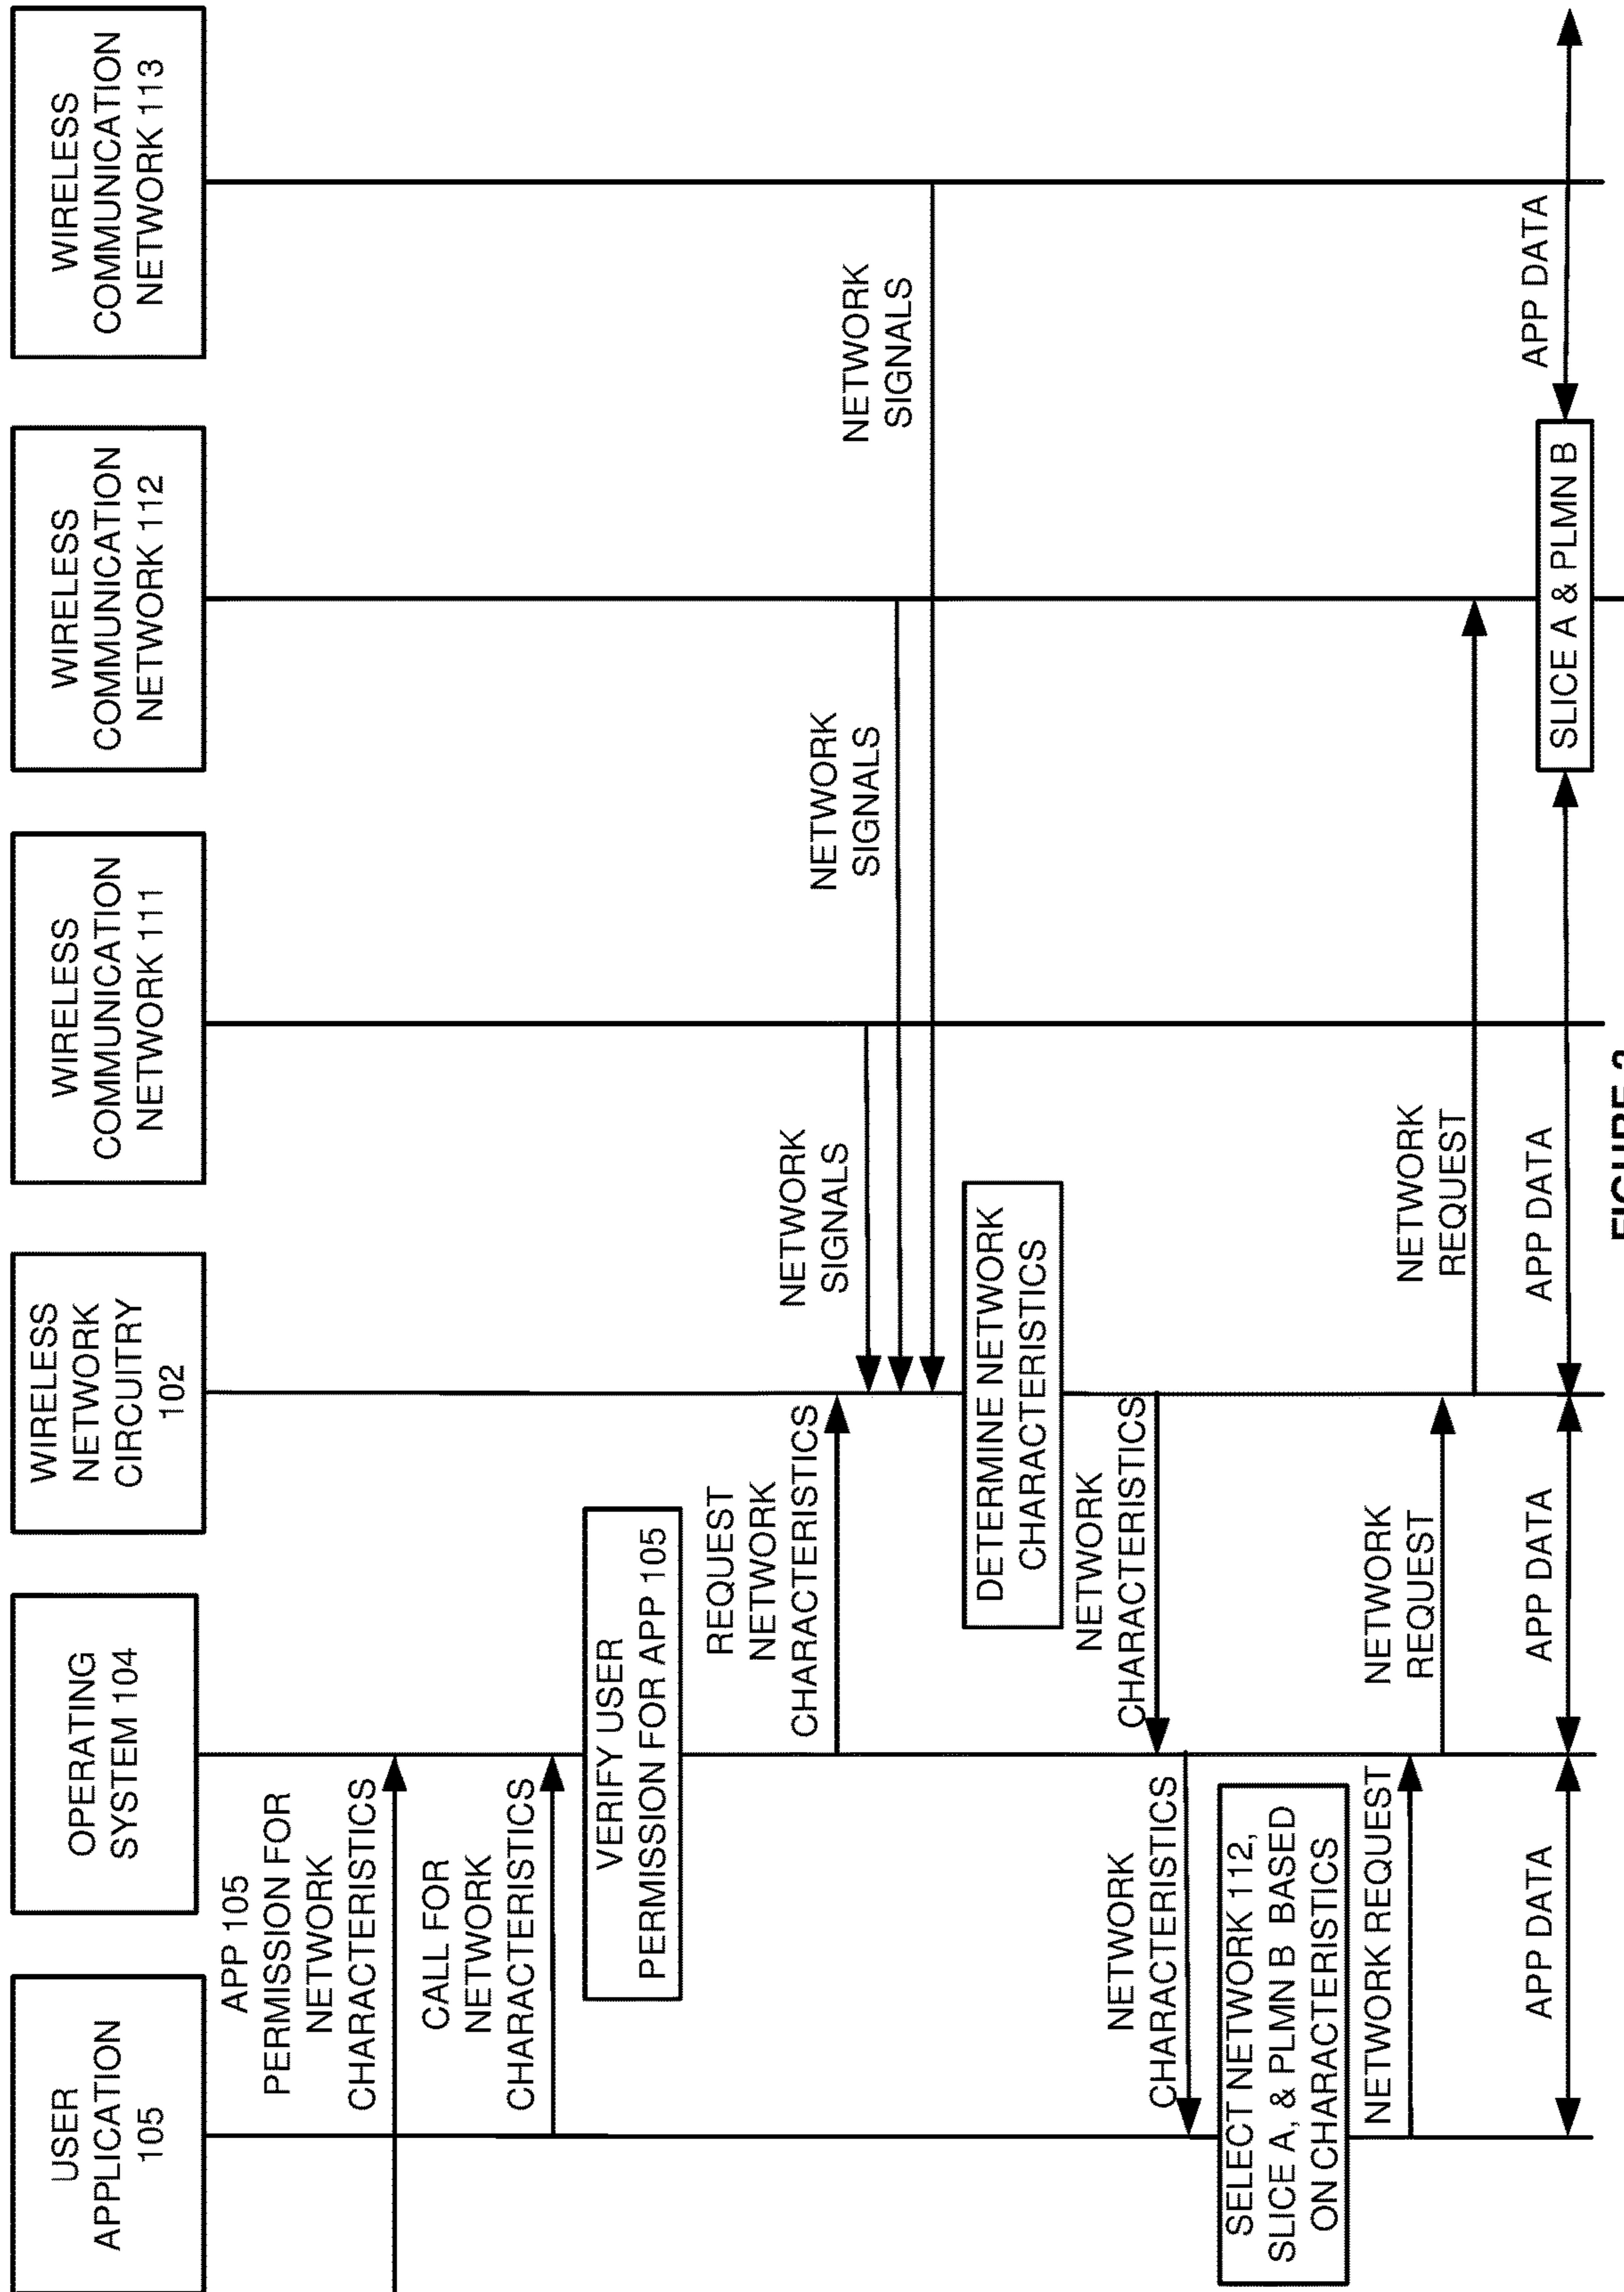 USER
APPLICATION
105
OPERATING
SYSTEM 104
WIRELESS
NETWORK
CIRCUITRY
102
WIRELESS
COMMUNICATION
NETWORK 111
WIRELESS
COMMUNICATION
NETWORK 112
WIRELESS
COMMUNICATION
NETWORK 113
APP 105
PERMISSION FOR
NETWORK
CHARACTERISTICS
CALL FOR
NETWORK
CHARACTERISTICS
VERIFY USER
PERMISSION FOR APP 105
REQUEST
NETWORK
CHARACTERISTICS
NETWORK
SIGNALS
NETWORK
SIGNALS
NETWORK
SIGNALS
DETERMINE NETWORK
CHARACTERISTICS
NETWORK
CHARACTERISTICS
NETWORK
CHARACTERISTICS
SELECT NETWORK 112,
SLICE A, & PLMN B BASED
ON CHARACTERISTICS
NETWORK REQUEST
NETWORK
REQUEST
NETWORK
REQUEST
APP DATA
APP DATA
APP DATA
SLICE A & PLMN B
APP DATA
FIGURE